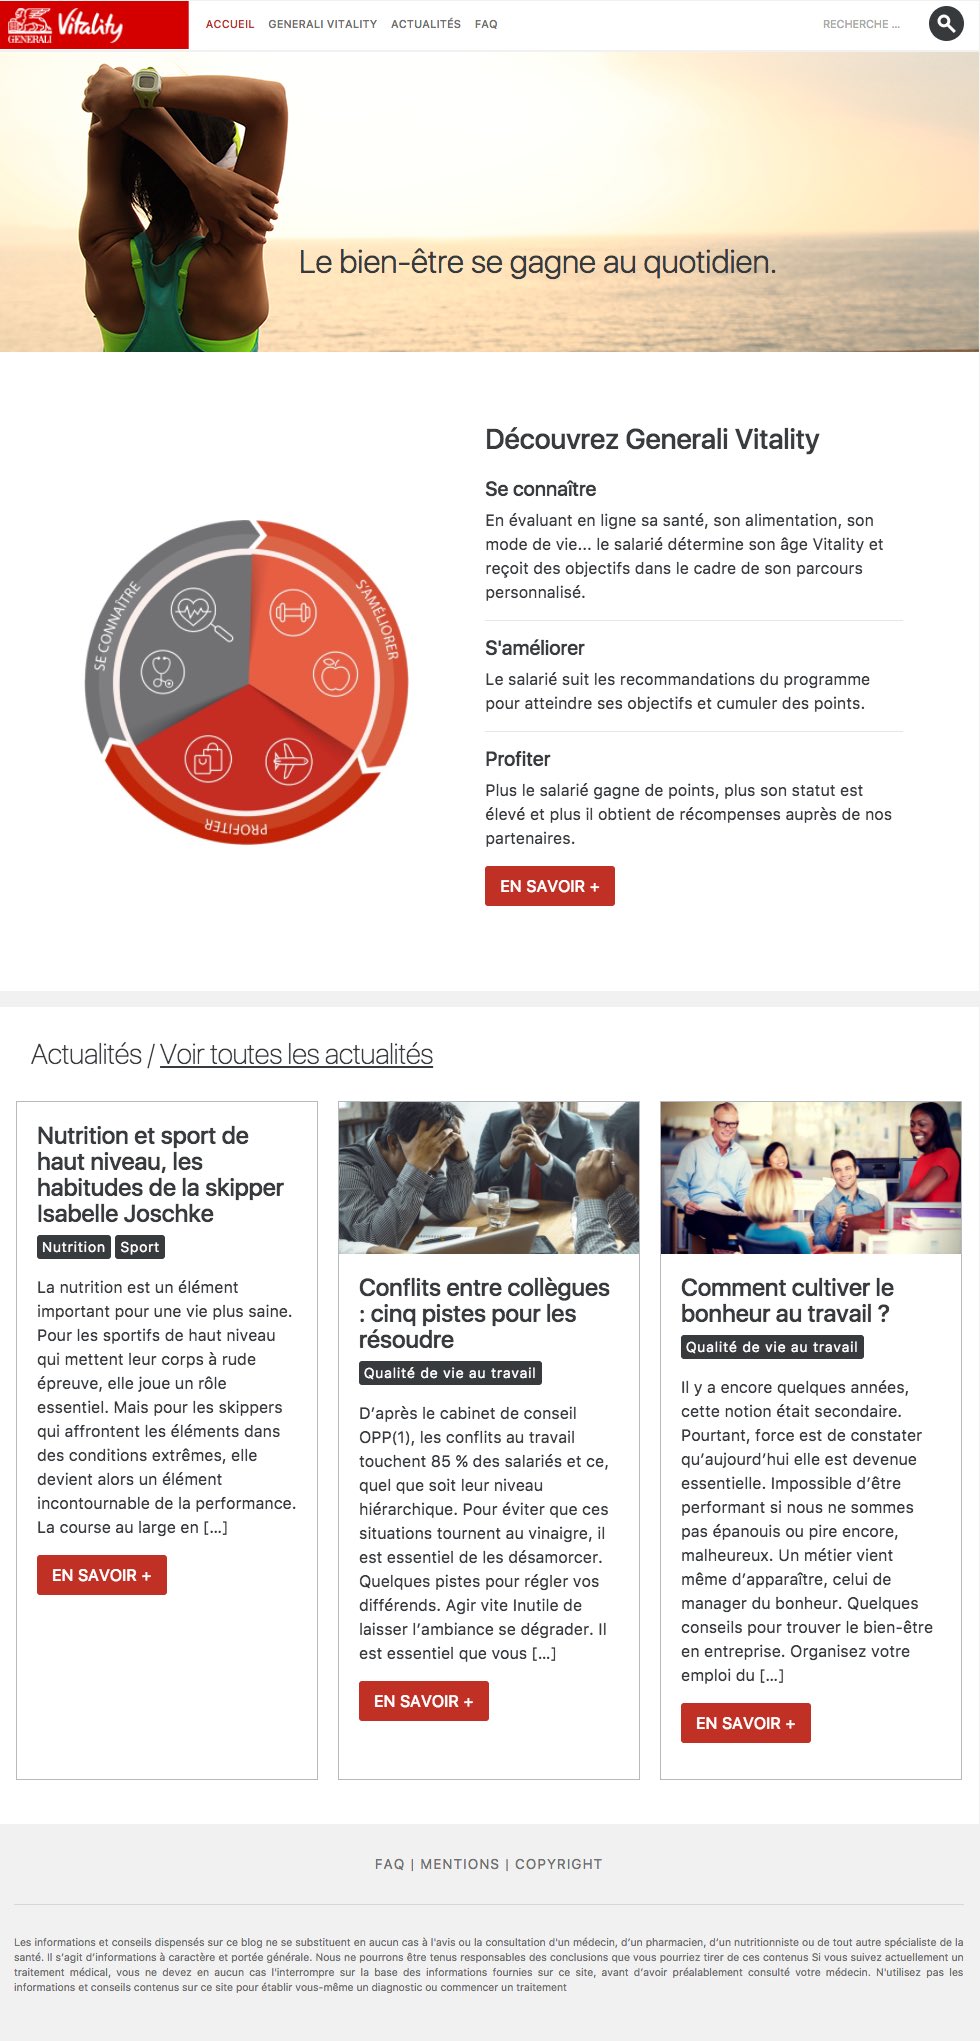 GENERALI Vitality
ACCUEIL GENERALI VITALITY ACTUALITÉS FAQ
RECHERCHE ...
Le bien-être se gagne au quotidien.
Découvrez Generali Vitality
Se connaître
En évaluant en ligne sa santé, son alimentation, son
mode de vie... le salarié détermine son âge Vitality et
reçoit des objectifs dans le cadre de son parcours
personnalisé.
S'améliorer
Le salarié suit les recommandations du programme
pour atteindre ses objectifs et cumuler des points.
Profiter
Plus le salarié gagne de points, plus son statut est
élevé et plus il obtient de récompenses auprès de nos
partenaires.
EN SAVOIR +
SE CONNAÎTRE
S'AMÉLIORER
PROFITER
Actualités / Voir toutes les actualités
Nutrition et sport de
haut niveau, les
habitudes de la skipper
Isabelle Joschke
Nutrition Sport
La nutrition est un élément
important pour une vie plus saine.
Pour les sportifs de haut niveau
qui mettent leur corps à rude
épreuve, elle joue un rôle
essentiel. Mais pour les skippers
qui affrontent les éléments dans
des conditions extrêmes, elle
devient alors un élément
incontournable de la performance.
La course au large en [...]
EN SAVOIR +
Conflits entre collègues
: cinq pistes pour les
résoudre
Qualité de vie au travail
D’après le cabinet de conseil
OPP(1), les conflits au travail
touchent 85 % des salariés et ce,
quel que soit leur niveau
hiérarchique. Pour éviter que ces
situations tournent au vinaigre, il
est essentiel de les désamorcer.
Quelques pistes pour régler vos
différends. Agir vite Inutile de
laisser l’ambiance se dégrader. Il
est essentiel que vous [...]
EN SAVOIR +
Comment cultiver le
bonheur au travail ?
Qualité de vie au travail
Il y a encore quelques années,
cette notion était secondaire.
Pourtant, force est de constater
qu’aujourd’hui elle est devenue
essentielle. Impossible d’être
performant si nous ne sommes
pas épanouis ou pire encore,
malheureux. Un métier vient
même d’apparaître, celui de
manager du bonheur. Quelques
conseils pour trouver le bien-être
en entreprise. Organisez votre
emploi du [...]
EN SAVOIR +
FAQ | MENTIONS | COPYRIGHT
Les informations et conseils dispensés sur ce blog ne se substituent en aucun cas à l'avis ou la consultation d'un médecin, d’un pharmacien, d’un nutritionniste ou de tout autre spécialiste de la
santé. Il s’agit d’informations à caractère et portée générale. Nous ne pourrons être tenus responsables des conclusions que vous pourriez tirer de ces contenus Si vous suivez actuellement un
traitement médical, vous ne devez en aucun cas l'interrompre sur la base des informations fournies sur ce site, avant d’avoir préalablement consulté votre médecin. N'utilisez pas les
informations et conseils contenus sur ce site pour établir vous-même un diagnostic ou commencer un traitement